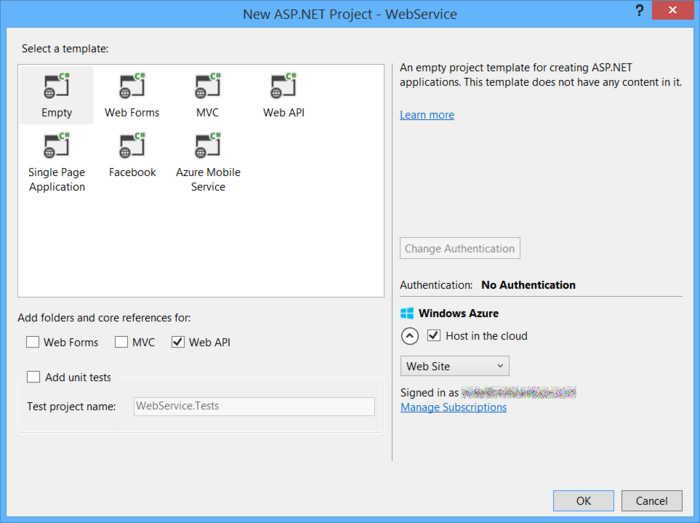 New ASP.NET Project - WebService
?
Select a template:
C# C# C# C#
Empty Web Forms MVC Web API
C# C# C#
Single Page Facebook Azure Mobile
Application Service
An empty project template for creating ASP.NET
applications. This template does not have any content in it.
Learn more
Change Authentication
Authentication: No Authentication
Windows Azure
Host in the cloud
Web Site
Signed in as
Manage Subscriptions
Add folders and core references for:
Web Forms MVC Web API
Add unit tests
Test project name: WebService.Tests
OK Cancel